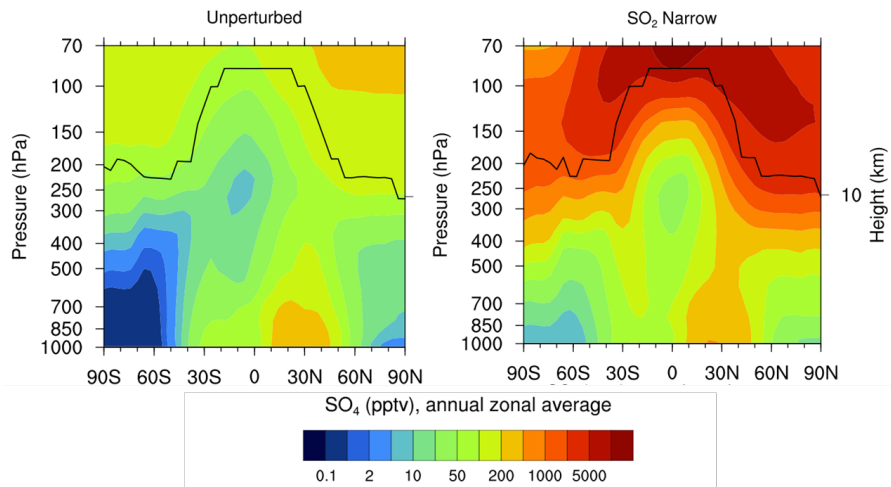 Unperturbed
SO₂ Narrow
70
100
150
200
250
300
400
500
700
850
1000
Pressure (hPa)
90S 60S 30S 0 30N 60N 90N
70
100
150
200
250
300
400
500
700
850
1000
Pressure (hPa)
90S 60S 30S 0 30N 60N 90N
10
Height (km)
SO₄ (pptv), annual zonal average
0.1 2 10 50 200 1000 5000